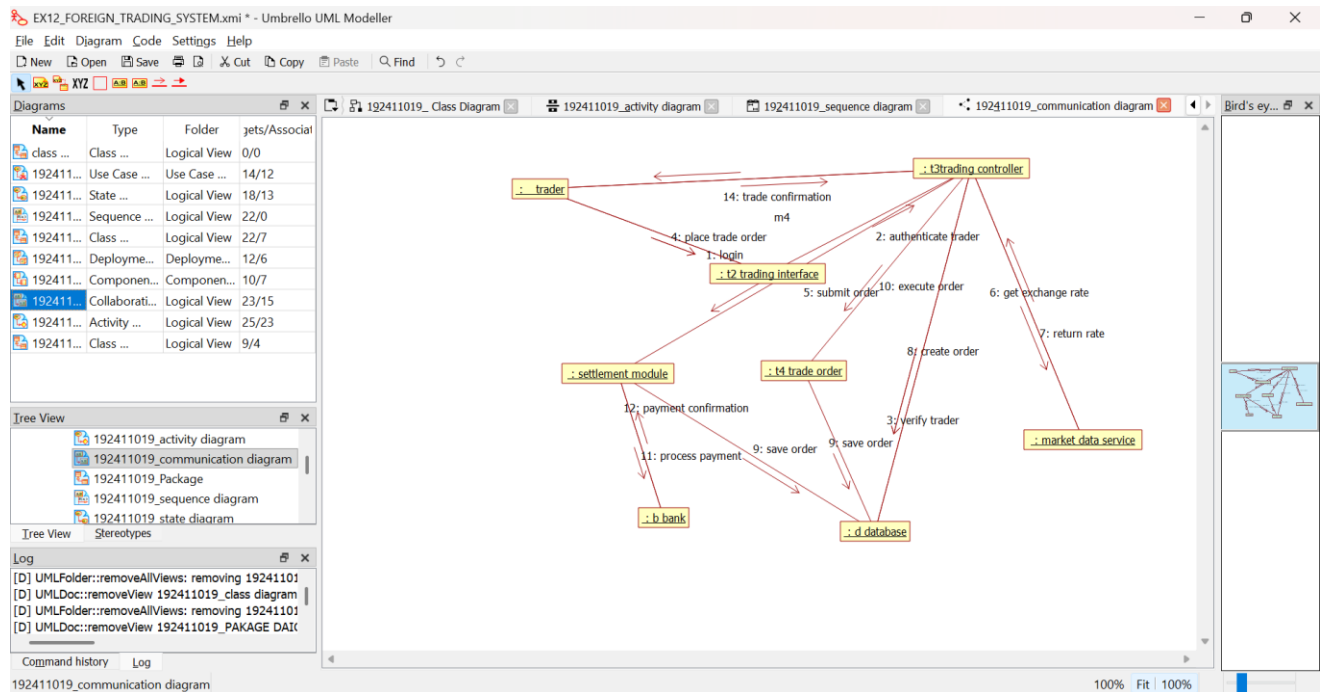 EX12_FOREIGN_TRADING_SYSTEM.xmi * - Umbrello UML Modeller
File Edit Diagram Code Settings Help
New Open Save Cut Copy Paste Find
XYZ XYZ A:B A:B
Diagrams
Name Type Folder gets/Associat
class ... Class ... Logical View 0/0
192411... Use Case ... Use Case ... 14/12
192411... State ... Logical View 18/13
192411... Sequence ... Logical View 22/0
192411... Class ... Logical View 22/7
192411... Deployme... Deployme... 12/6
192411... Componen... Componen... 10/7
192411... Collaborati... Logical View 23/15
192411... Activity ... Logical View 25/23
192411... Class ... Logical View 9/4
Tree View
192411019_activity diagram
192411019_communication diagram
192411019_Package
192411019_sequence diagram
192411019_state diagram
Tree View Stereotypes
Log
[D] UMLFolder::removeAllViews: removing 19241101
[D] UMLDoc::removeView 192411019_class diagram
[D] UMLFolder::removeAllViews: removing 19241101
[D] UMLDoc::removeView 192411019_PAKAGE DAI
Command history Log
192411019_communication diagram
192411019_ Class Diagram 192411019_activity diagram 192411019_sequence diagram 192411019_communication diagram
: t3trading controller
: trader
14: trade confirmation
m4
4: place trade order
2: authenticate trader
1: login
: t2 trading interface
5: submit order
10: execute order
6: get exchange rate
7: return rate
8: create order
: settlement module
: t4 trade order
12: payment confirmation
3: verify trader
: market data service
9: save order
9: save order
11: process payment
: b bank
: d database
Bird's ey...
100% Fit 100%